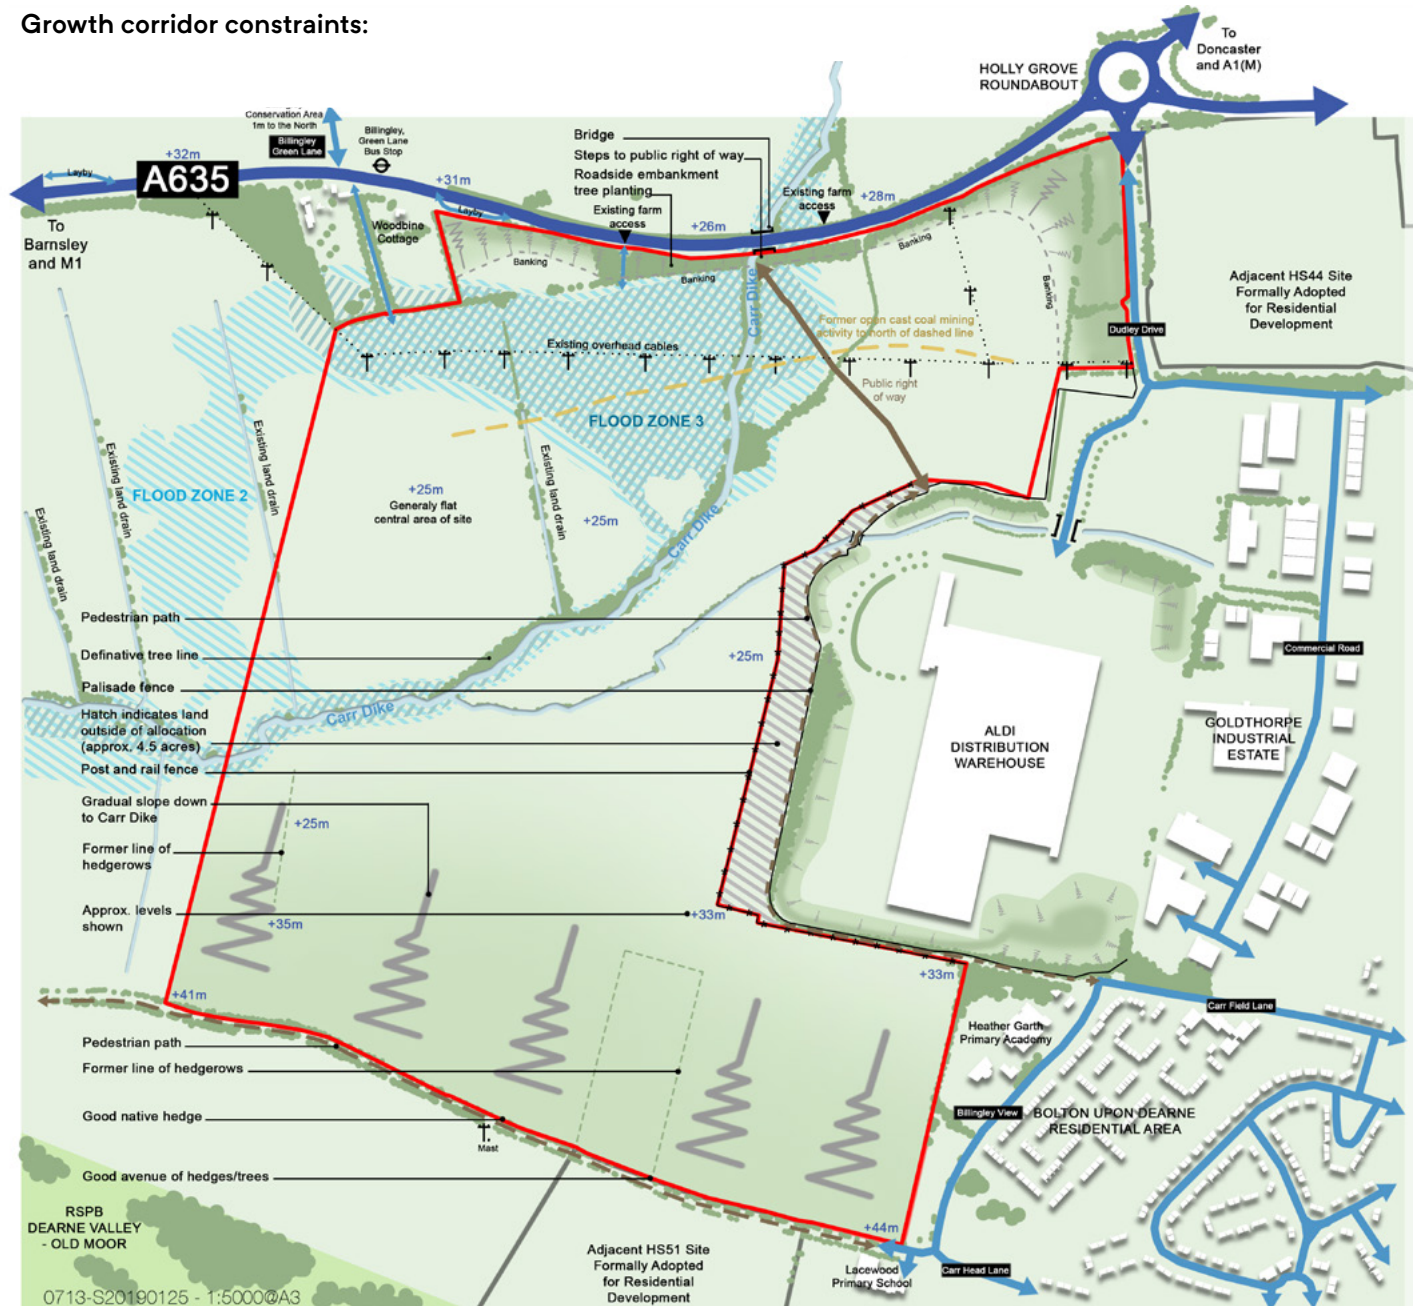 Growth corridor constraints:
To
Doncaster
and A1(M)
HOLLY GROVE
ROUNDABOUT
Conservation Area
1m to the North
Billingley
Green Lane
Billingley,
Green Lane
Bus Stop
+32m
Layby
A635
+31m
Layby
To
Barnsley
and M1
Woodbine
Cottage
Bridge
Steps to public right of way
Roadside embankment
tree planting
Existing farm
access
Existing farm
access
+28m
+26m
Banking
Banking
Banking
Banking
Carr Dike
Adjacent HS44 Site
Formally Adopted
for Residential
Development
Dudley Drive
Former open cast coal mining
activity to north of dashed line
Existing overhead cables
Public right
of way
FLOOD ZONE 3
FLOOD ZONE 2
Existing land drain
Existing land drain
Existing land drain
Existing land drain
+25m
Generaly flat
central area of site
+25m
Carr Dike
Pedestrian path
Definative tree line
Palisade fence
Hatch indicates land
outside of allocation
(approx. 4.5 acres)
Post and rail fence
Gradual slope down
to Carr Dike
Former line of
hedgerows
Approx. levels
shown
Carr Dike
+25m
+25m
+35m
+33m
+33m
+41m
ALDI
DISTRIBUTION
WAREHOUSE
Commercial Road
GOLDTHORPE
INDUSTRIAL
ESTATE
Carr Field Lane
Heather Garth
Primary Academy
Billingley View
BOLTON UPON DEARNE
RESIDENTIAL AREA
Pedestrian path
Former line of hedgerows
Good native hedge
Mast
Good avenue of hedges/trees
RSPB
DEARNE VALLEY
- OLD MOOR
+44m
Adjacent HS51 Site
Formally Adopted
for Residential
Development
Lacewood
Primary School
Carr Head Lane
0713-S20190125 - 1:5000@A3